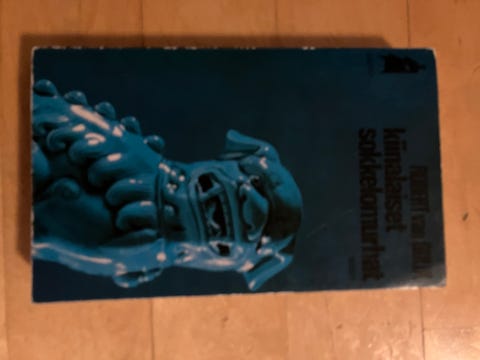 ROBERT van GULIK
kiinalaiset
sokkelomurhat